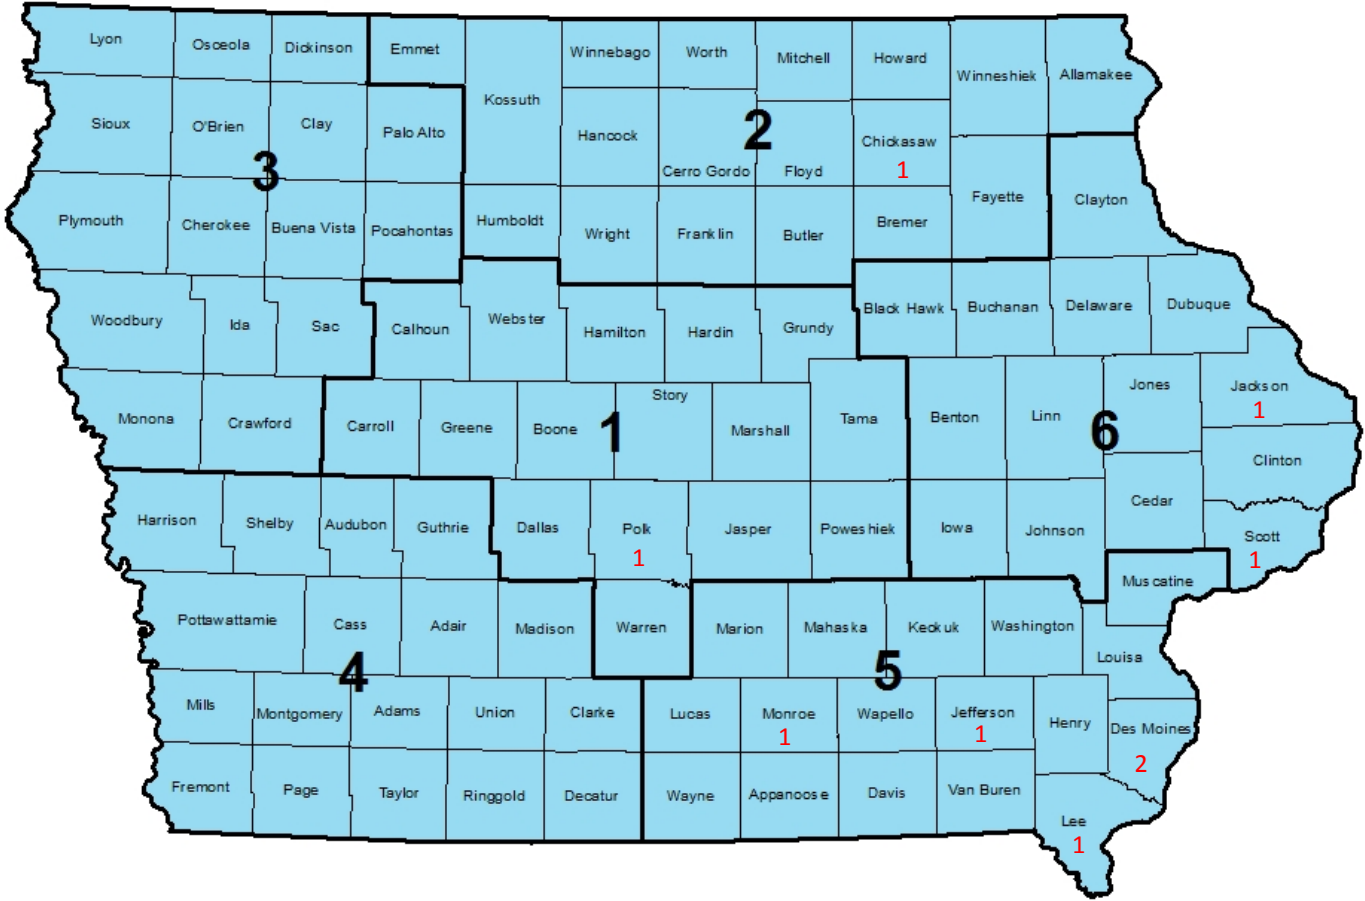 Lyon
Osceola
Dickinson
Emmet
Kossuth
Winnebago
Worth
Mitchell
Howard
Winneshiek
Allamakee
Sioux
O'Brien
Clay
Palo Alto
Hancock
Cerro Gordo
Floyd
Chickasaw
1
2
3
Plymouth
Cherokee
Buena Vista
Pocahontas
Humboldt
Wright
Franklin
Butler
Bremer
Fayette
Clayton
Woodbury
Ida
Sac
Calhoun
Webster
Hamilton
Hardin
Grundy
Black Hawk
Buchanan
Delaware
Dubuque
Monona
Crawford
Carroll
Greene
Boone
Story
1
Marshall
Tama
Benton
Linn
6
Jones
Jackson
1
Clinton
Harrison
Shelby
Audubon
Guthrie
Dallas
Polk
1
Jasper
Poweshiek
Iowa
Johnson
Cedar
Scott
1
Muscatine
Pottawattamie
Cass
Adair
Madison
Warren
Marion
Mahaska
Keokuk
Washington
Louisa
4
5
Mills
Montgomery
Adams
Union
Clarke
Lucas
Monroe
1
Wapello
Jefferson
1
Henry
Des Moines
2
Fremont
Page
Taylor
Ringgold
Decatur
Wayne
Appanoose
Davis
Van Buren
Lee
1